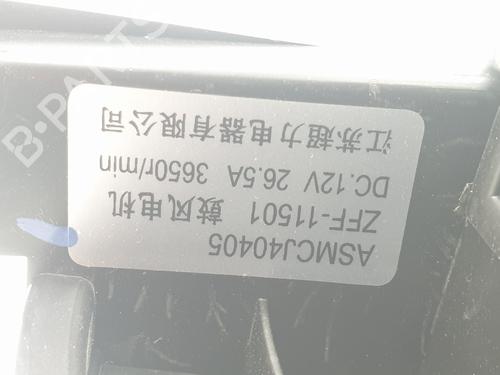 ASMCJ40405
ZFF-11501 鼓风电机
DC.12V 26.5A 3650r/min
江苏超力电器有限公司
B-PARTS